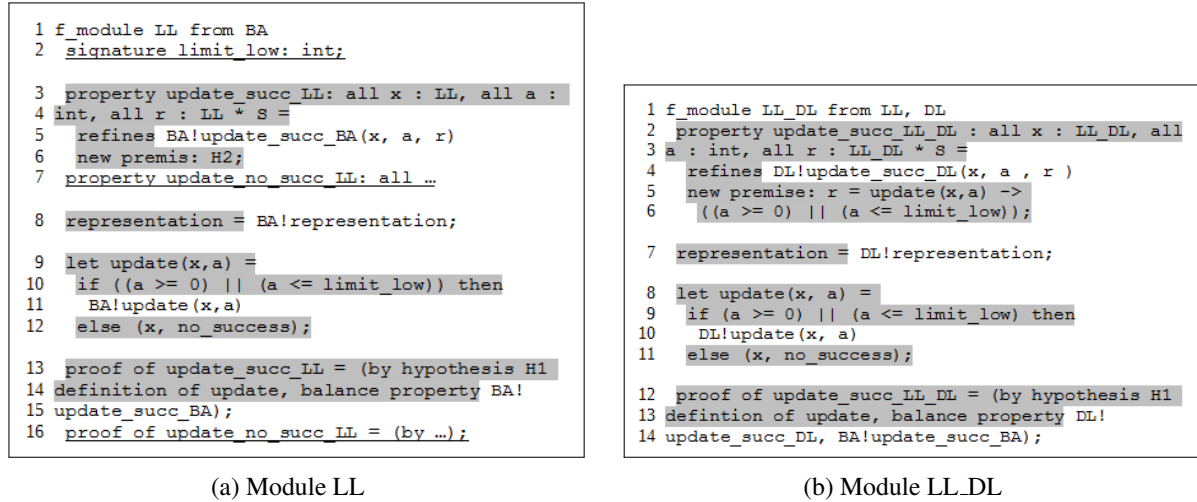 1 f_module LL from BA
2 signature limit_low: int;
3 property update_succ_LL: all x : LL, all a :
4 int, all r : LL * S =
5 refines BA!update_succ_BA(x, a, r)
6 new premis: H2;
7 property update_no_succ_LL: all …
8 representation = BA!representation;
9 let update(x,a) =
10 if ((a >= 0) || (a <= limit_low)) then
11 BA!update(x,a)
12 else (x, no_success);
13 proof of update_succ_LL = (by hypothesis H1
14 definition of update, balance property BA!
15 update_succ_BA);
16 proof of update_no_succ_LL = (by …);
(a) Module LL
1 f_module LL_DL from LL, DL
2 property update_succ_LL_DL : all x : LL_DL, all
3 a : int, all r : LL_DL * S =
4 refines DL!update_succ_DL(x, a , r )
5 new premise: r = update(x,a) ->
6 ((a >= 0) || (a <= limit_low));
7 representation = DL!representation;
8 let update(x, a) =
9 if (a >= 0) || (a <= limit_low) then
10 DL!update(x, a)
11 else (x, no_success);
12 proof of update_succ_LL_DL = (by hypothesis H1
13 defintion of update, balance property DL!
14 update_succ_DL, BA!update_succ_BA);
(b) Module LL_DL